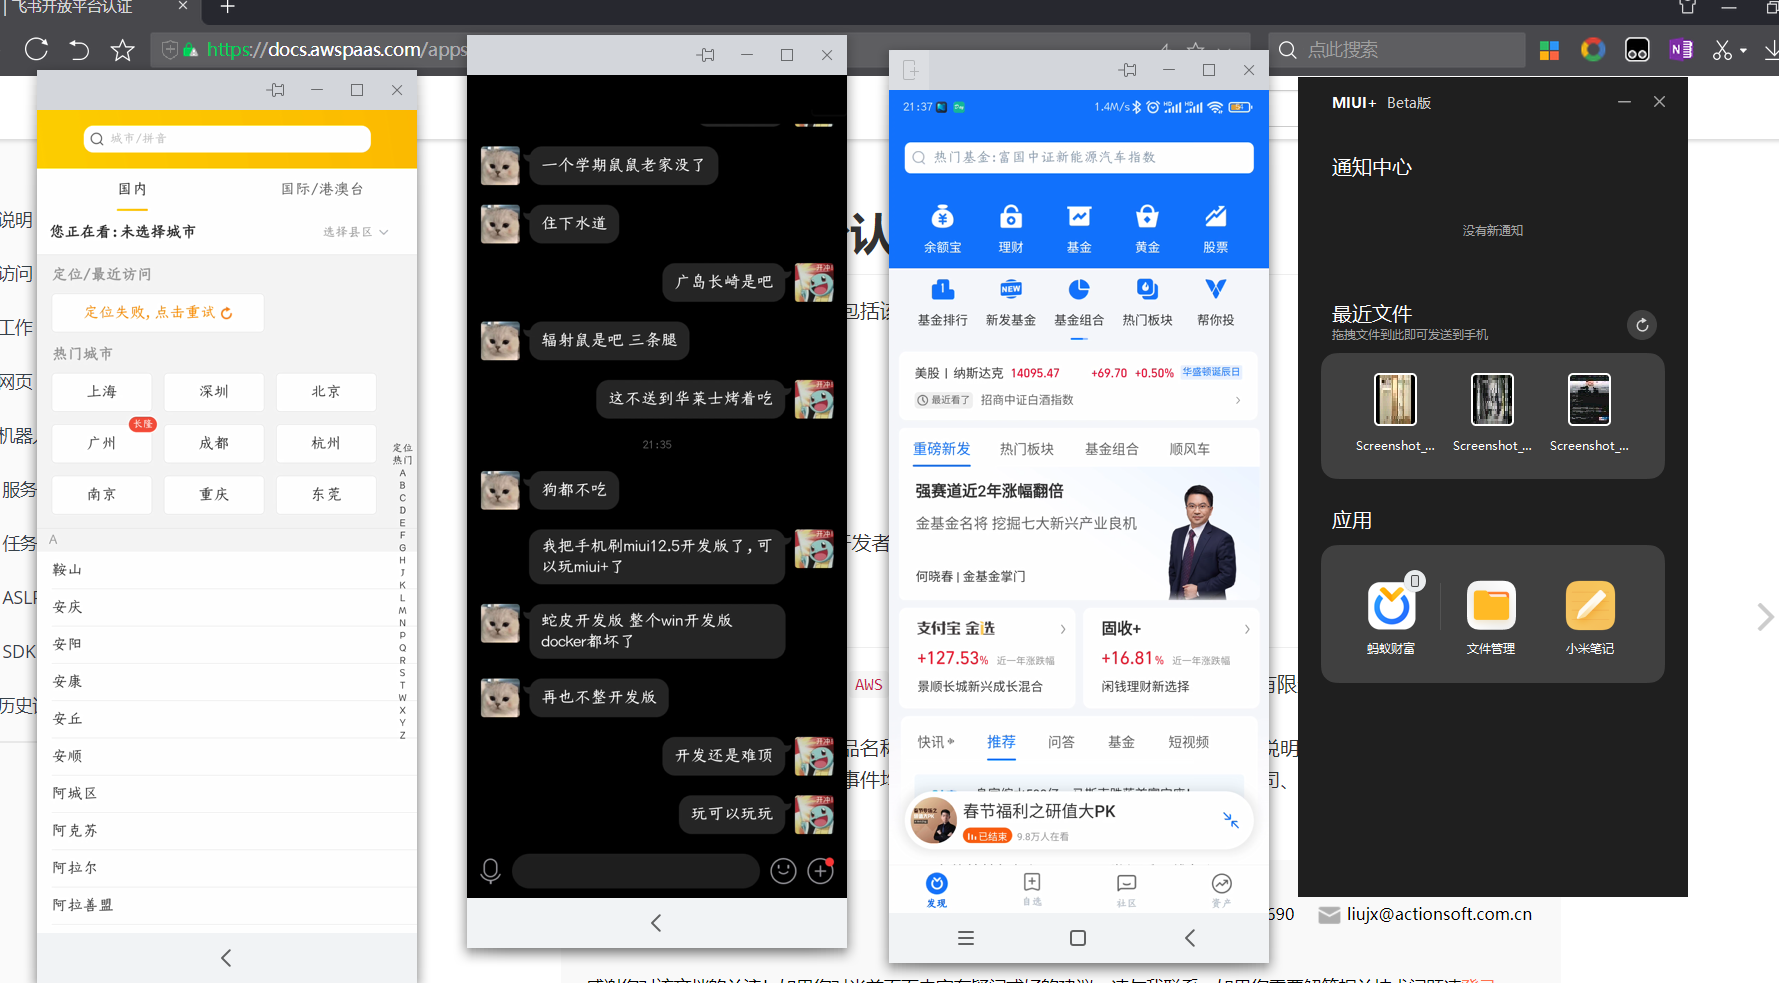 飞书开放平台认证
https://docs.awspaas.com/apps
点此搜索
说明
访问
工作
网页
机器人
服务
任务
ASLP
SDK
城市/拼音
国内
国际/港澳台
您正在看:未选择城市
选择县区
定位/最近访问
定位失败,点击重试
热门城市
上海
深圳
北京
长隆
广州
成都
杭州
南京
重庆
东莞
定位
热门
A
B
C
D
E
F
G
H
J
K
L
M
N
P
Q
R
S
T
W
X
Y
Z
A
鞍山
安庆
安阳
安康
安丘
安顺
阿城区
阿克苏
阿拉尔
阿拉善盟
一个学期鼠鼠老家没了
住下水道
广岛长崎是吧
辐射鼠是吧 三条腿
这不送到华莱士烤着吃
21:35
狗都不吃
我把手机刷miui12.5开发版了,可
以玩miui+了
蛇皮开发版 整个win开发版
docker都坏了
再也不整开发版
开发还是难顶
玩可以玩玩
21:37
1.4M/s
热门基金:富国中证新能源汽车指数
余额宝
理财
基金
黄金
股票
基金排行
新发基金
NEW
基金组合
热门板块
帮你投
美股 | 纳斯达克 14095.47 +69.70 +0.50% 华盛顿诞辰日
最近看了 招商中证白酒指数
重磅新发
热门板块
基金组合
顺风车
强赛道近2年涨幅翻倍
金基金名将 挖掘七大新兴产业良机
何晓春 | 金基金掌门
支付宝 金选
+127.53% 近一年涨跌幅
景顺长城新兴成长混合
固收+
+16.81% 近一年涨跌幅
闲钱理财新选择
快讯
推荐
问答
基金
短视频
春节福利之研值大PK
已结束 9.8万人在看
发现
自选
社区
资产
MIUI+ Beta版
通知中心
没有新通知
最近文件
拖拽文件到此即可发送到手机
Screenshot_...
Screenshot_...
Screenshot_...
应用
蚂蚁财富
文件管理
小米笔记
AWS
690
liujx@actionsoft.com.cn